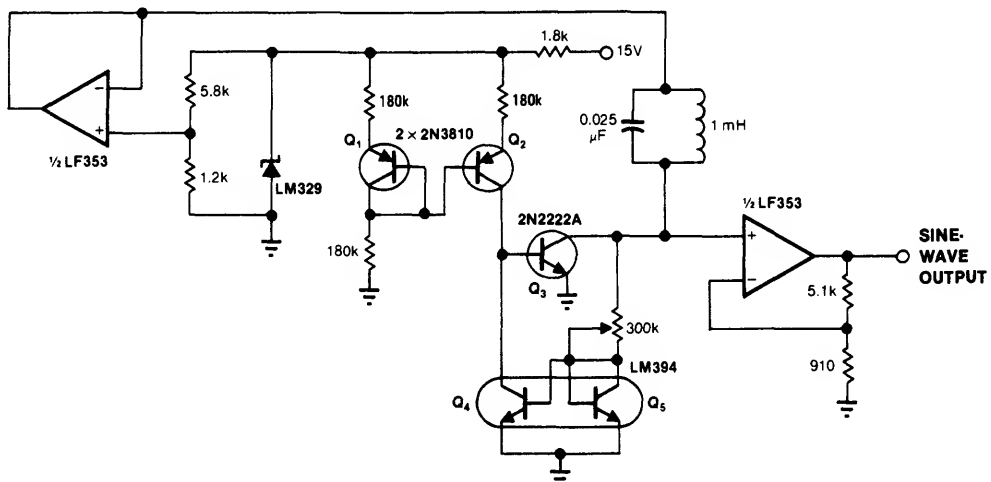 1.8k
15V
5.8k
180k
180k
0.025
µF
1 mH
Q1
2 × 2N3810
Q2
½ LF353
1.2k
LM329
2N2222A
½ LF353
SINE-
WAVE
OUTPUT
180k
Q3
5.1k
300k
910
LM394
Q4
Q5
−
+
+
−